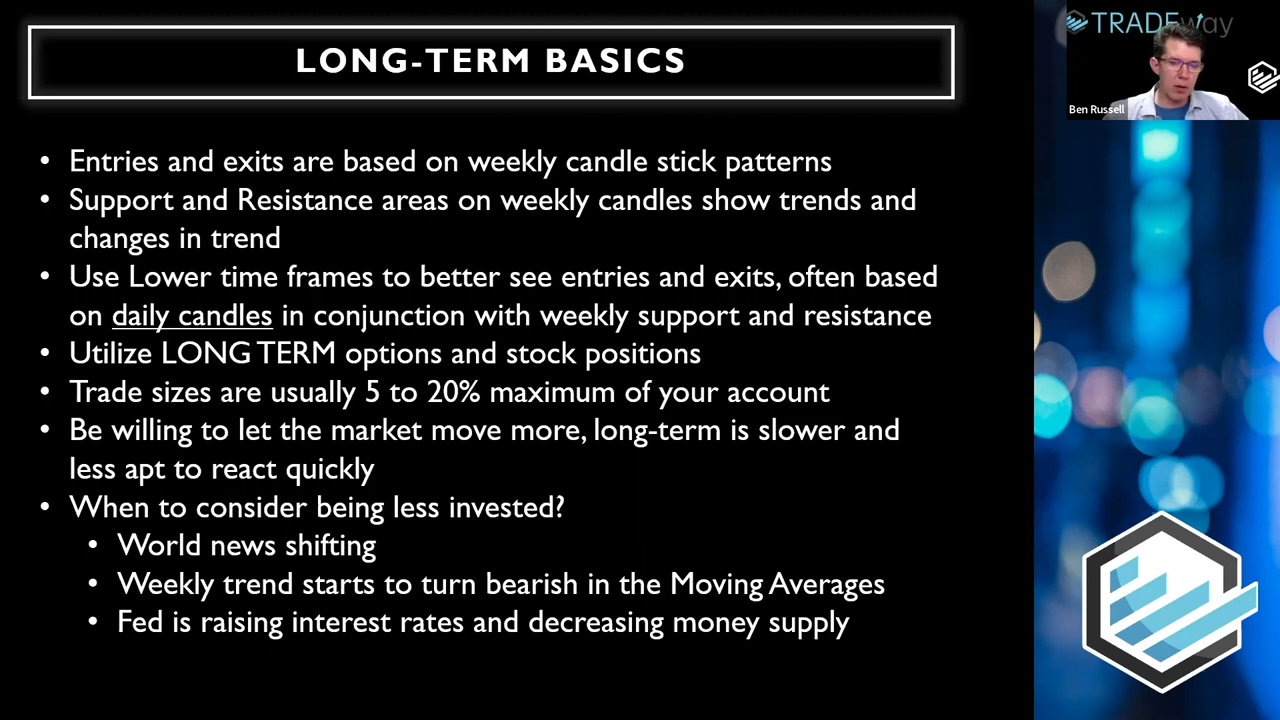 LONG-TERM BASICS
TRADEway
Ben Russell
• Entries and exits are based on weekly candle stick patterns
• Support and Resistance areas on weekly candles show trends and
changes in trend
• Use Lower time frames to better see entries and exits, often based
on daily candles in conjunction with weekly support and resistance
• Utilize LONG TERM options and stock positions
• Trade sizes are usually 5 to 20% maximum of your account
• Be willing to let the market move more, long-term is slower and
less apt to react quickly
• When to consider being less invested?
• World news shifting
• Weekly trend starts to turn bearish in the Moving Averages
• Fed is raising interest rates and decreasing money supply